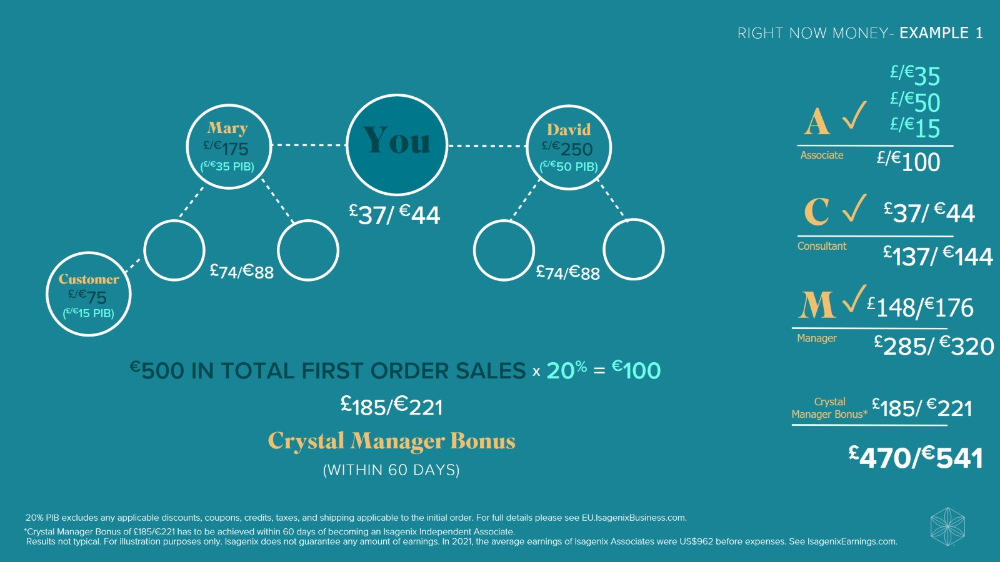 RIGHT NOW MONEY- EXAMPLE 1
Mary
£/€175
(£/€35 PIB)
You
£37/ €44
David
£/€250
(£/€50 PIB)
£74/€88
£74/€88
Customer
£/€75
(£/€15 PIB)
€500 IN TOTAL FIRST ORDER SALES x 20% = €100
£185/€221
Crystal Manager Bonus
(WITHIN 60 DAYS)
£/€35
£/€50
£/€15
A ✓
Associate
£/€100
C ✓ £37/ €44
Consultant
£137/ €144
M ✓ £148/€176
Manager
£285/ €320
Crystal
Manager Bonus* £185/ €221
£470/€541
20% PIB excludes any applicable discounts, coupons, credits, taxes, and shipping applicable to the initial order. For full details please see EU.IsagenixBusiness.com.
*Crystal Manager Bonus of £185/€221 has to be achieved within 60 days of becoming an Isagenix Independent Associate.
Results not typical. For illustration purposes only. Isagenix does not guarantee any amount of earnings. In 2021, the average earnings of Isagenix Associates were US$962 before expenses. See IsagenixEarnings.com.